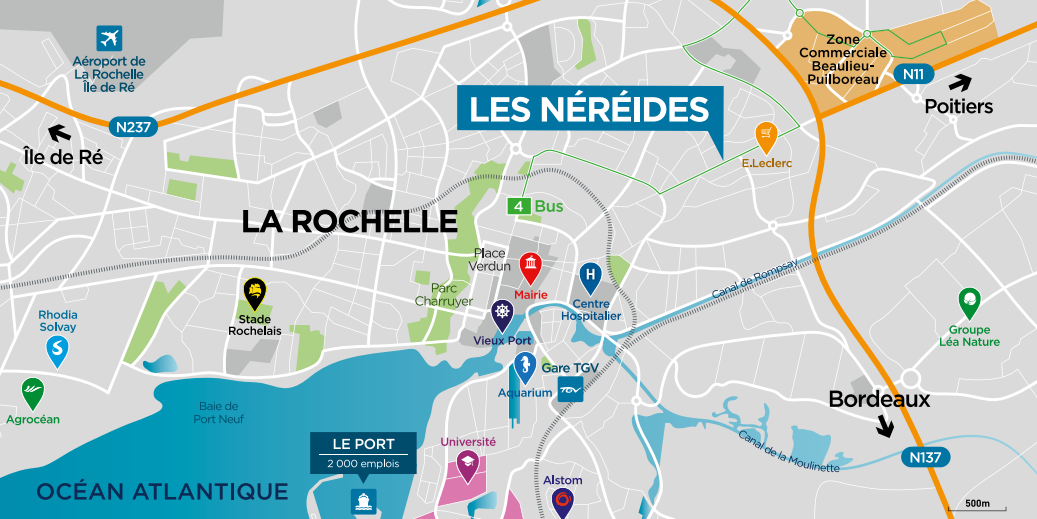 Aéroport de
La Rochelle
Île de Ré
Zone
Commerciale
Beaulieu-
Puilboreau
N11
Poitiers
LES NÉRÉIDES
N237
Île de Ré
E.Leclerc
4 Bus
LA ROCHELLE
Place
Verdun
Mairie
H
Centre
Hospitalier
Canal de Rompsay
Parc
Charruyer
Stade
Rochelais
Vieux Port
Rhodia
Solvay
S
Groupe
Léa Nature
Gare TGV
TGV
Aquarium
Agrocéan
Baie de
Port Neuf
Bordeaux
LE PORT
2 000 emplois
Université
Canal de la Moulinette
N137
Alstom
OCÉAN ATLANTIQUE
500m